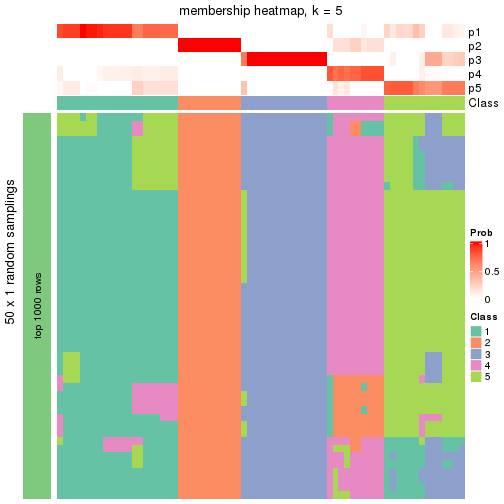 membership heatmap, k = 5
p1
p2
p3
p4
p5
Class
50 x 1 random samplings
top 1000 rows
Prob
1
0.5
0
Class
1
2
3
4
5